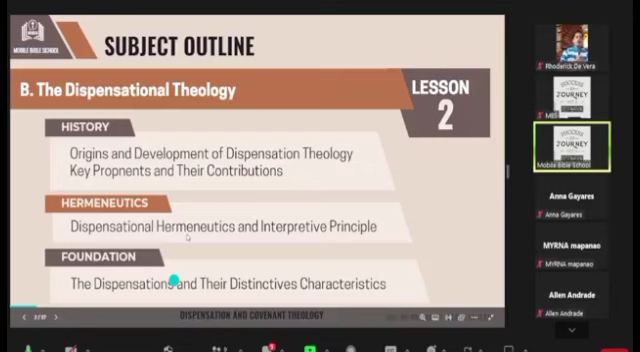 MOBILE BIBLE SCHOOL
SUBJECT OUTLINE
B. The Dispensational Theology
LESSON
2
HISTORY
Origins and Development of Dispensation Theology
Key Propnents and Their Contributions
HERMENEUTICS
Dispensational Hermeneutics and Interpretive Principle
FOUNDATION
The Dispensations and Their Distinctives Characteristics
DISPENSATION AND COVENANT THEOLOGY
Rhoderick De Vera
JOURNEY
JOURNEY
Mobile Bible School
Anna Gayares
Anna Gayares
MYRNA mapanao
MYRNA mapanao
Allen Andrade
Allen Andrade